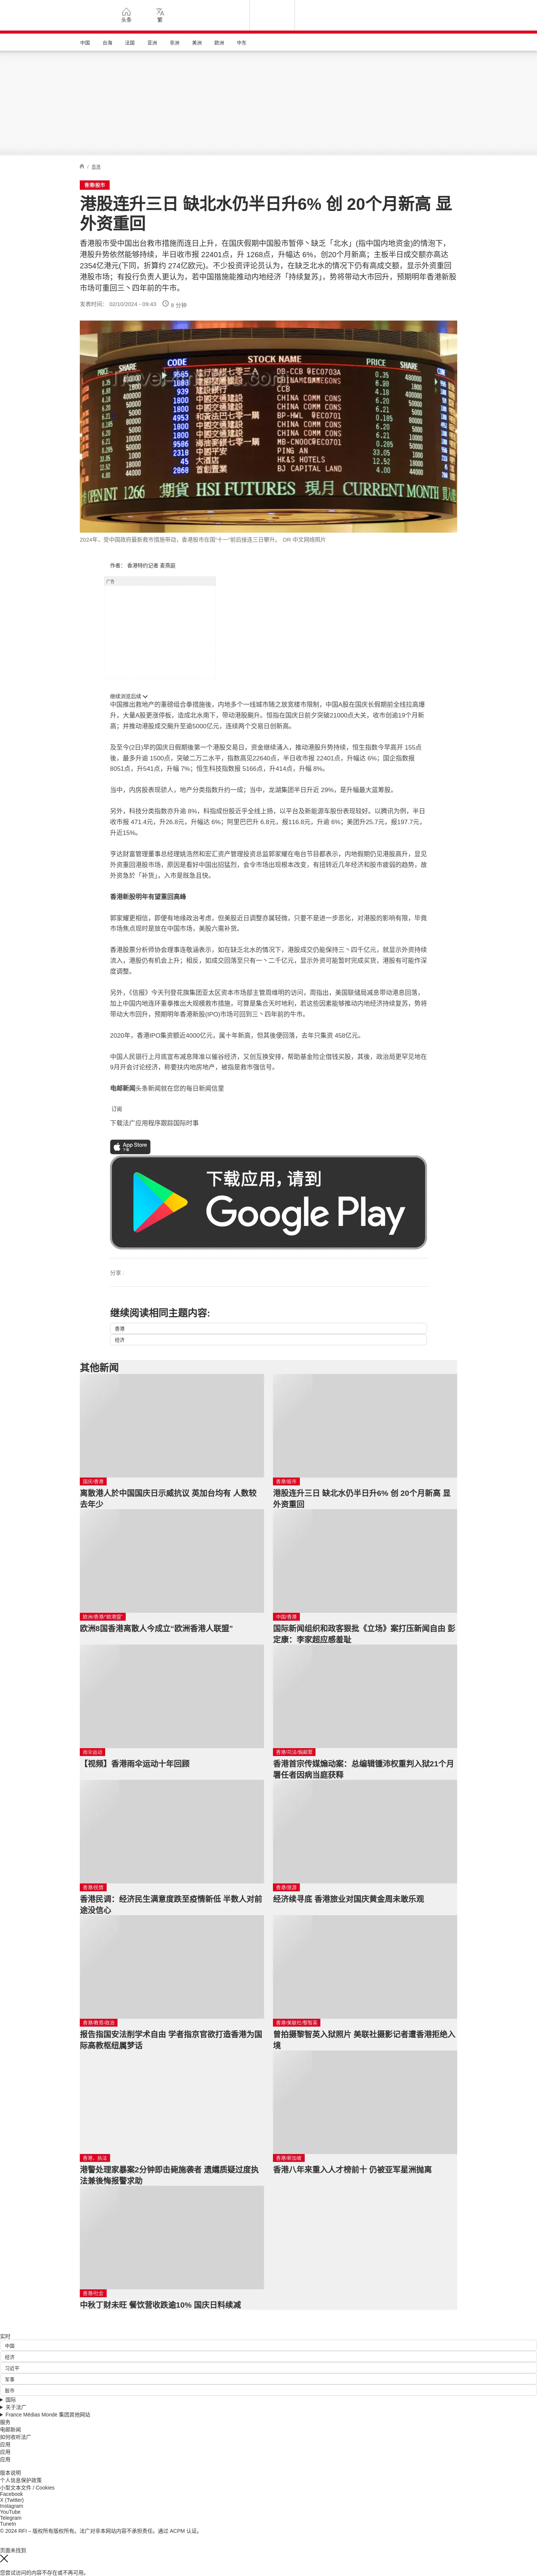 头条
繁
中国
台海
法国
亚洲
非洲
美洲
欧洲
中东
/ 香港
香港/股市
港股连升三日 缺北水仍半日升6% 创 20个月新高 显外资重回
香港股市受中国出台救市措施而连日上升，在国庆假期中国股市暂停丶缺乏「北水」(指中国内地资金)的情洧下，港股升势依然能够持续，半日收市报 22401点，升 1268点，升幅达 6%，创20个月新高；主板半日成交额亦高达2354亿港元(下同，折算约 274亿欧元)。不少投资评论员认为，在缺乏北水的情况下仍有高成交额，显示外资重回港股市场；有投行负责人更认为，若中国措施能推动内地经济「持续复苏」，势将带动大市回升，预期明年香港新股市场可重回三丶四年前的牛市。
发表时间： 02/10/2024 - 09:43
8 分钟
CODE STOCK NAME PRICE SHARE
2024年、受中国政府最新救市措施带动，香港股市在国"十一"前后接连三日攀升。 DR 中文网络照片
作者： 香港特约记者 麦燕庭
广告
继续浏览后续
中国推出救地产的重磅组合拳措施後，内地多个一线城市随之放宽楼市限制，中国A股在国庆长假期前全线拉高爆升，大量A股更涨停板，造成北水南下，带动港股飚升。恒指在国庆日前夕突破21000点大关，收市创逾19个月新高；并推动港股成交飚升至逾5000亿元，连续两个交易日创新高。
及至今(2日)早的国庆日假期後第一个港股交易日，资金继续涌入，推动港股升势持续，恒生指数今早高开 155点後，最多升逾 1500点，突破二万二水平，指数高见22640点，半日收市报 22401点，升幅达 6%；国企指数报 8051点，升541点，升幅 7%；恒生科技指数报 5166点，升414点，升幅 8%。
当中，内房股表现骄人，地产分类指数升约一成；当中，龙湖集团半日升近 29%，是升幅最大蓝筹股。
另外，科技分类指数亦升逾 8%，科指成份股近乎全线上扬，以平台及新能源车股份表现较好。以腾讯为例，半日收市报 471.4元，升26.8元，升幅达 6%；阿里巴巴升 6.8元，报116.8元，升逾 6%；美团升25.7元，报197.7元，升近15%。
亨达财富管理董事总经理姚浩然和宏汇资产管理投资总监郭家耀在电台节目都表示，内地假期仍见港股高升，显见外资重回港股市场，原因是看好中国出招猛烈，会令市场出现根本改变，有扭转近几年经济和股市疲弱的趋势，故外资急於「补货」，入市是既急且快。
香港新股明年有望重回高峰
郭家耀更相信，即便有地缘政治考虑，但美股近日调整亦属轻微，只要不是进一步恶化，对港股的影响有限，毕竟市场焦点现时是放在中国市场，美股六需补货。
香港股票分析师协会理事连敬涵表示，如在缺乏北水的情况下，港股成交仍能保持三丶四千亿元，就显示外资持续流入，港股仍有机会上升；相反，如成交回落至只有一丶二千亿元，显示外资可能暂时完成买货，港股有可能作深度调整。
另外，《信报》今天刊登花旗集团亚太区资本市场部主管周维明的访问，周指出，美国联储局减息带动港息回落，加上中国内地连环重拳推出大规模救市措施，可算是集合天时地利，若这些因素能够推动内地经济持续复苏，势将带动大市回升，预期明年香港新股(IPO)市场可回到三丶四年前的牛市。
2020年，香港IPO集资额近4000亿元，属十年新高，但其後便回落，去年只集资 458亿元。
中国人民银行上月底宣布减息降准以催谷经济，又创互换安排，帮助基金险企借钱买股，其後，政治局更罕见地在9月开会讨论经济，称要扶内地房地产，被指是救市强信号。
电邮新闻头条新闻就在您的每日新闻信里
订阅
下载法广应用程序跟踪国际时事
App Store
下载
下载应用，请到
Google Play
分享 :
继续阅读相同主题内容:
香港
经济
其他新闻
国庆/香港
离散港人於中国国庆日示威抗议 英加台均有 人数较去年少
香港/股市
港股连升三日 缺北水仍半日升6% 创 20个月新高 显外资重回
欧洲/香港/"欧港盟"
欧洲8国香港离散人今成立"欧洲香港人联盟"
中国/香港
国际新闻组织和政客狠批《立场》案打压新闻自由 彭定康：李家超应感羞耻
雨伞运动
【视频】香港雨伞运动十年回顾
香港/司法/煽颠罪
香港首宗传媒煽动案：总编辑锺沛权重判入狱21个月 署任者因病当庭获释
香港/民情
香港民调：经济民生满意度跌至疫情新低 半数人对前途没信心
香港/旅游
经济续寻底 香港旅业对国庆黄金周未敢乐观
香港/教育/政治
报告指国安法削学术自由 学者指京官欲打造香港为国际高教枢纽属梦话
香港/美联社/黎智英
曾拍摄黎智英入狱照片 美联社摄影记者遭香港拒绝入境
香港，执法
港警处理家暴案2分钟即击毙施袭者 遗孀质疑过度执法兼後悔报警求助
香港/新加坡
香港八年来重入人才榜前十 仍被亚军星洲抛离
香港/社会
中秋丁财未旺 餐饮营收跌逾10% 国庆日料续减
实时
中国
经济
习近平
军事
股市
国际
关于法广
France Médias Monde 集团其他网站
服务
电邮新闻
如何收听法广
应用
应用
应用
版本说明
个人信息保护政策
小型文本文件 / Cookies
Facebook
X (Twitter)
Instagram
YouTube
Telegram
TuneIn
© 2024 RFI – 版权所有版权所有。法广对非本网站内容不承担责任。通过 ACPM 认证。
页面未找到
您尝试访问的内容不存在或不再可用。